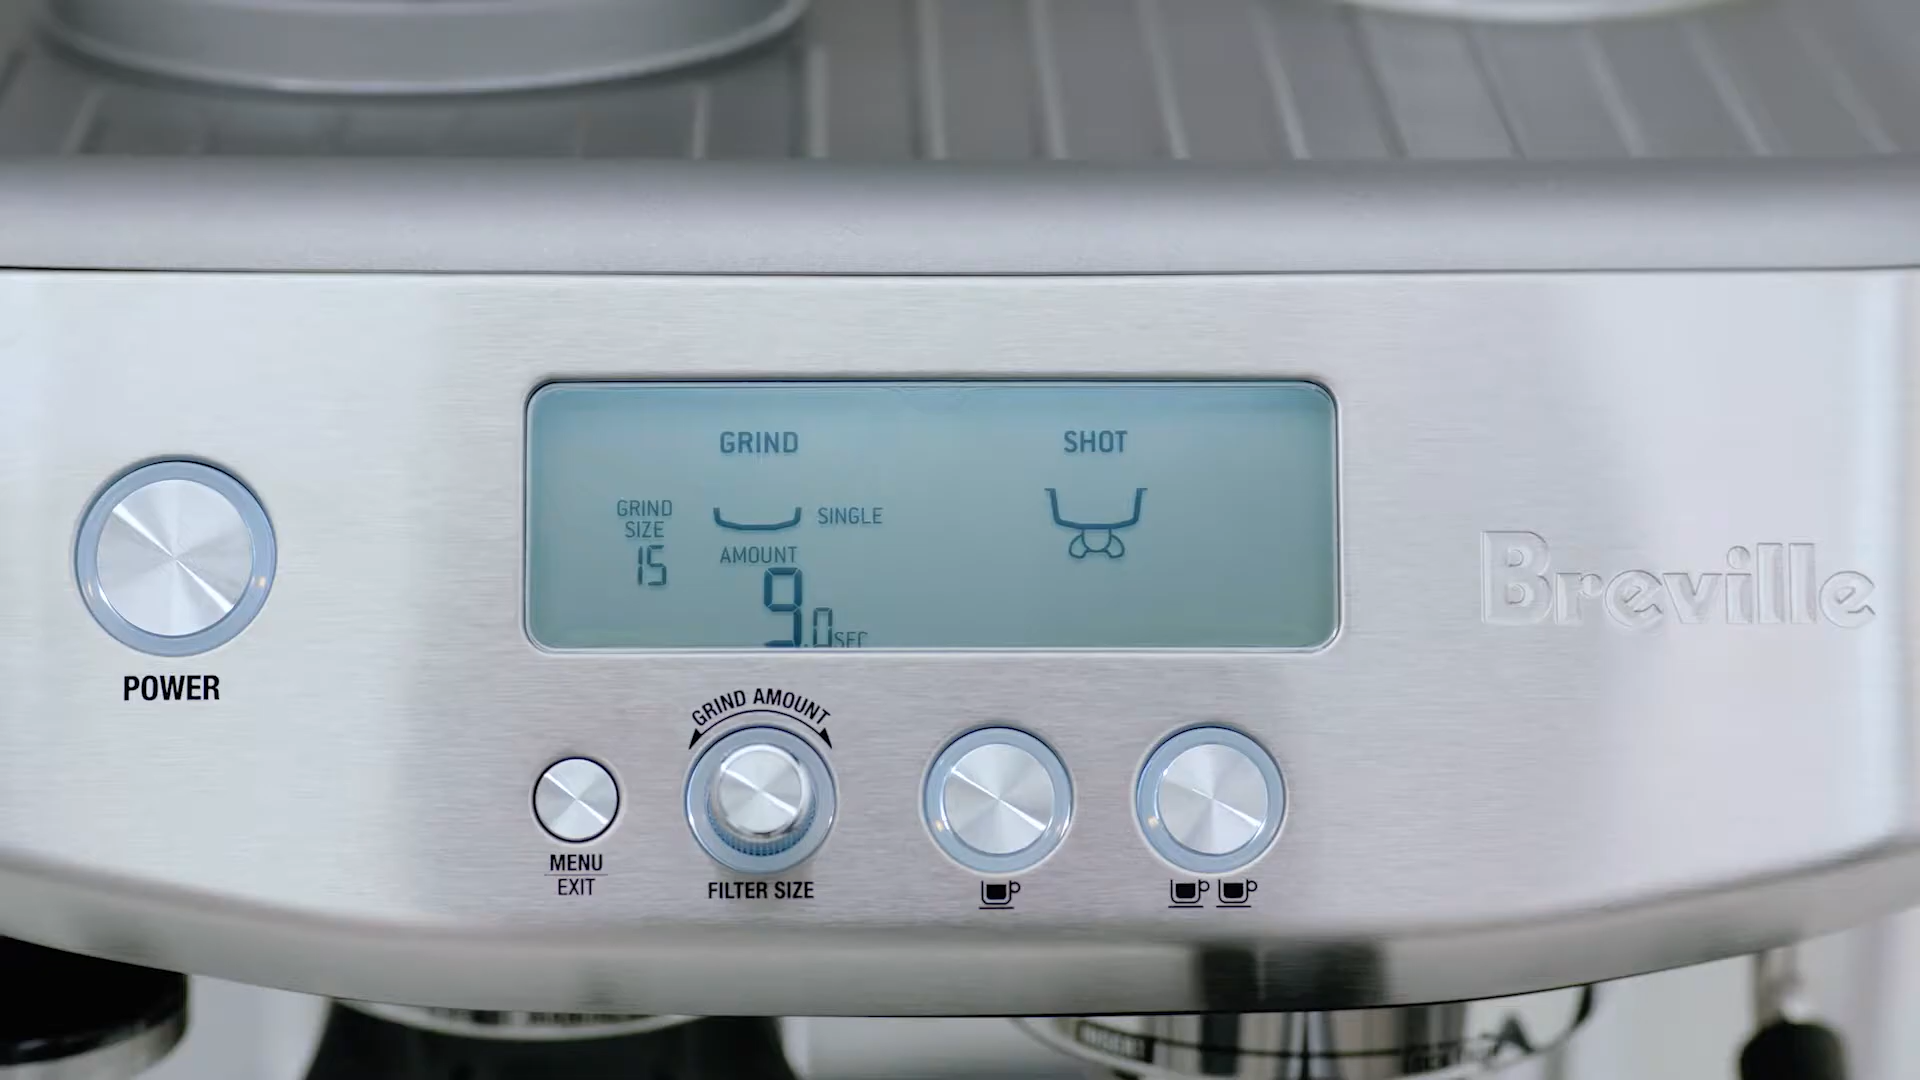 GRIND
SHOT
GRIND
SIZE
15
SINGLE
AMOUNT
9.0SEC
Breville
POWER
GRIND AMOUNT
MENU
EXIT
FILTER SIZE